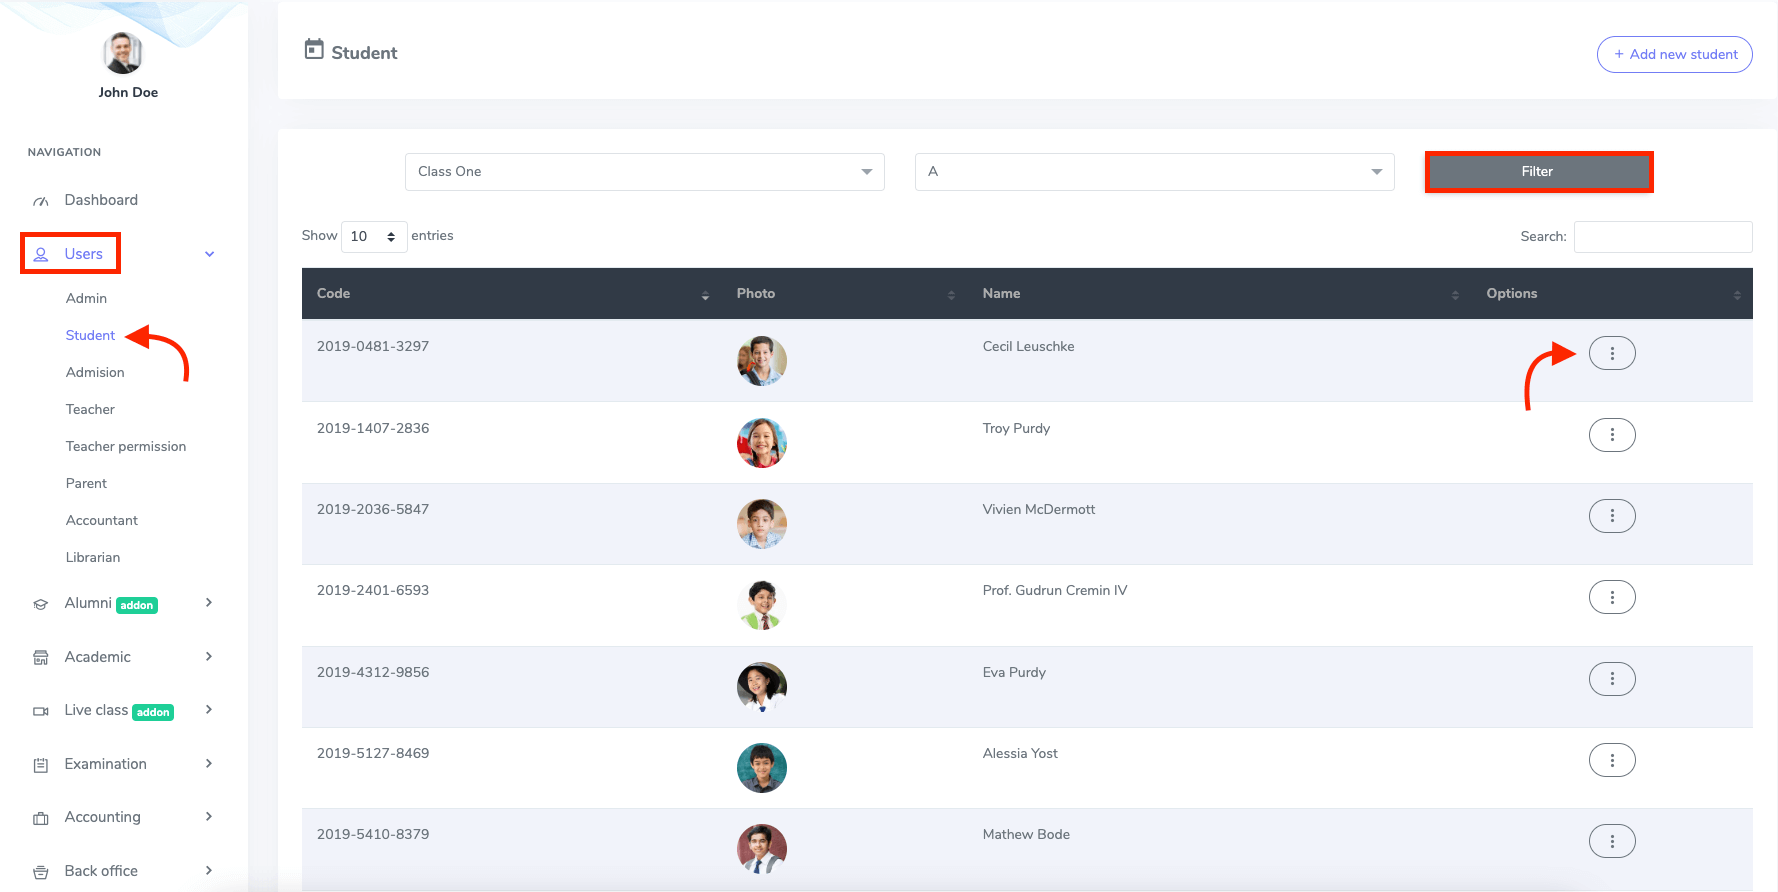 John Doe
NAVIGATION
Dashboard
Users
Admin
Student
Admision
Teacher
Teacher permission
Parent
Accountant
Librarian
Alumni addon
Academic
Live class addon
Examination
Accounting
Back office
Student
+ Add new student
Class One
A
Filter
Show 10 entries
Search:
Code Photo Name Options
2019-0481-3297 Cecil Leuschke
2019-1407-2836 Troy Purdy
2019-2036-5847 Vivien McDermott
2019-2401-6593 Prof. Gudrun Cremin IV
2019-4312-9856 Eva Purdy
2019-5127-8469 Alessia Yost
2019-5410-8379 Mathew Bode